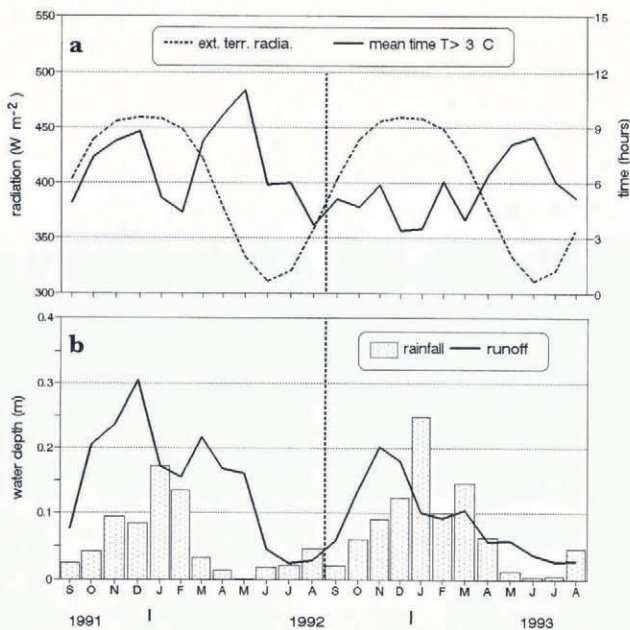 550
500
450
400
350
300
radiation (W m-2)
a
ext. terr. radia.
mean time T> 3 C
15
12
9
6
3
0
time (hours)
0.4
0.3
0.2
0.1
0
water depth (m)
b
rainfall
runoff
S O N D J F M A M J J A S O N D J F M A M J J A
1991 1992 1993